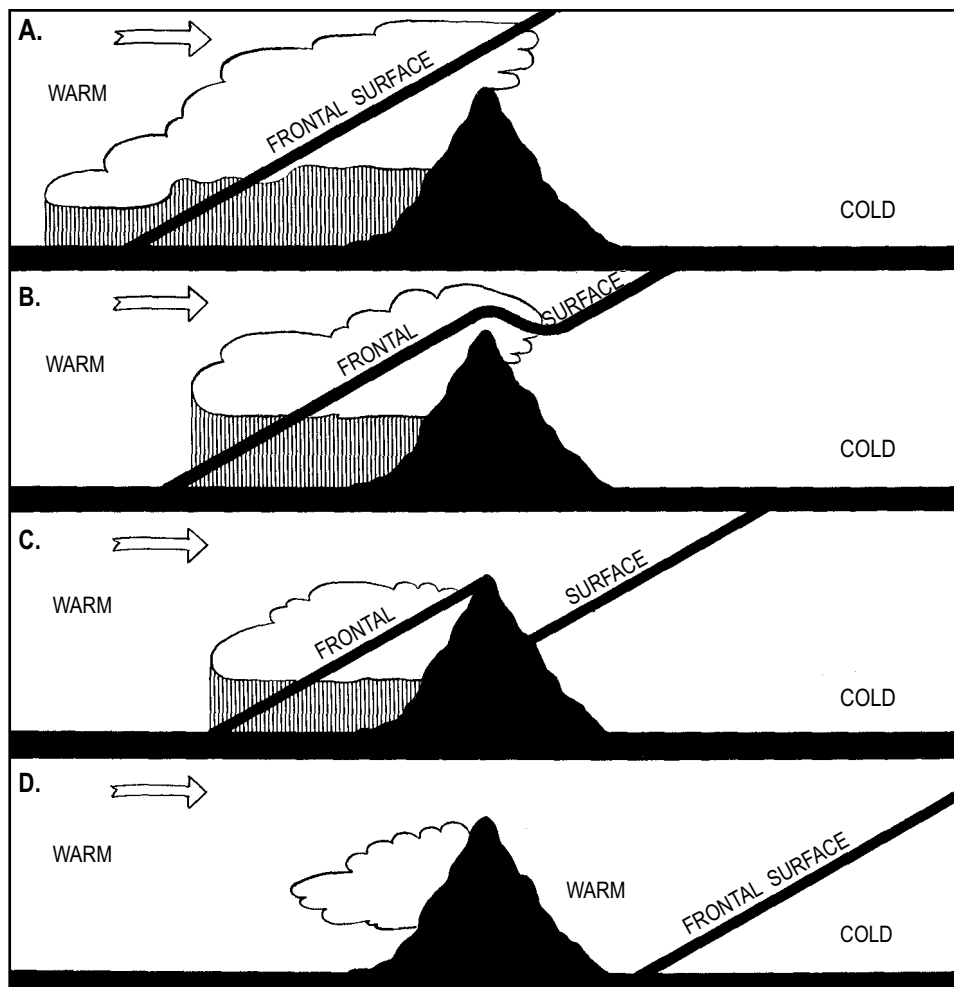 A.
WARM
FRONTAL SURFACE
COLD
B.
WARM
FRONTAL
SURFACE
COLD
C.
WARM
FRONTAL
SURFACE
COLD
D.
WARM
WARM
FRONTAL SURFACE
COLD